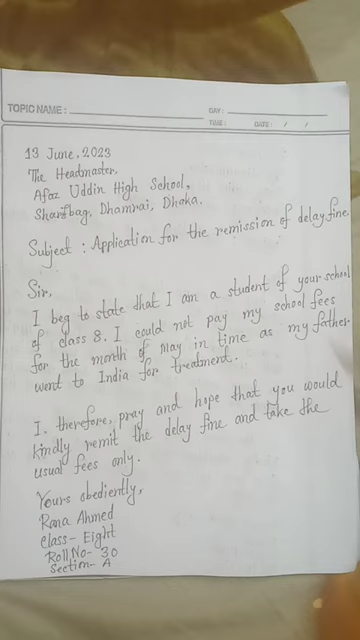 TOPIC NAME :
DAY :
TIME :
DATE : / /
13 June, 2023
The Headmaster,
Afaz Uddin High School,
Sharifbag, Dhamrai, Dhaka.
Subject : Application for the remission of delay fine
Sir,
I beg to state that I am a student of your school
of class 8. I could not pay my school fees
for the month of May in time as my father
went to India for treatment.
I, therefore, pray and hope that you would
kindly remit the delay fine and take the
usual fees only.
Yours obediently,
Rana Ahmed
Class- Eight
Roll No- 30
Section- A